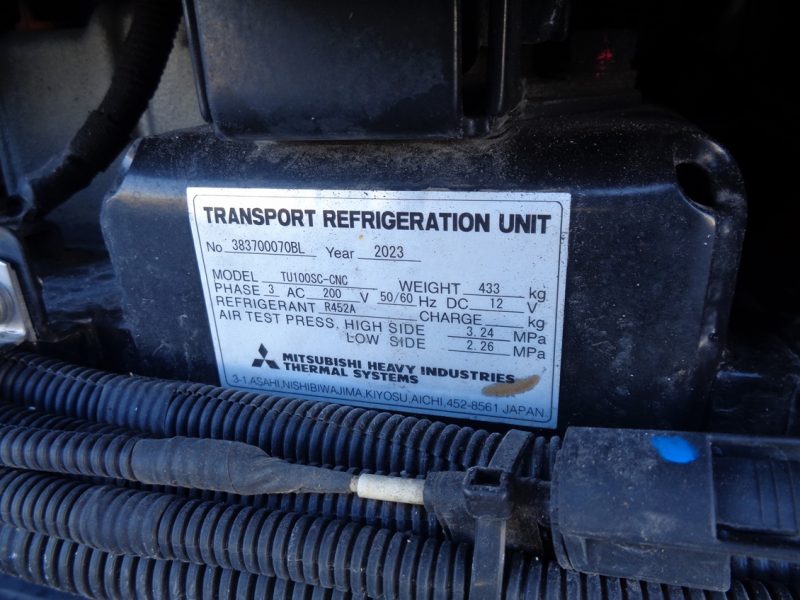 TRANSPORT REFRIGERATION UNIT
No 383700070BL Year 2023
MODEL TU100SC-CNC WEIGHT 433 kg
PHASE 3 AC 200 V 50/60 Hz DC 12 V
REFRIGERANT R452A CHARGE kg
AIR TEST PRESS. HIGH SIDE 3.24 MPa
LOW SIDE 2.26 MPa
MITSUBISHI HEAVY INDUSTRIES
THERMAL SYSTEMS
3-1, ASAHI, NISHIBIWAJIMA, KIYOSU, AICHI, 452-8561 JAPAN